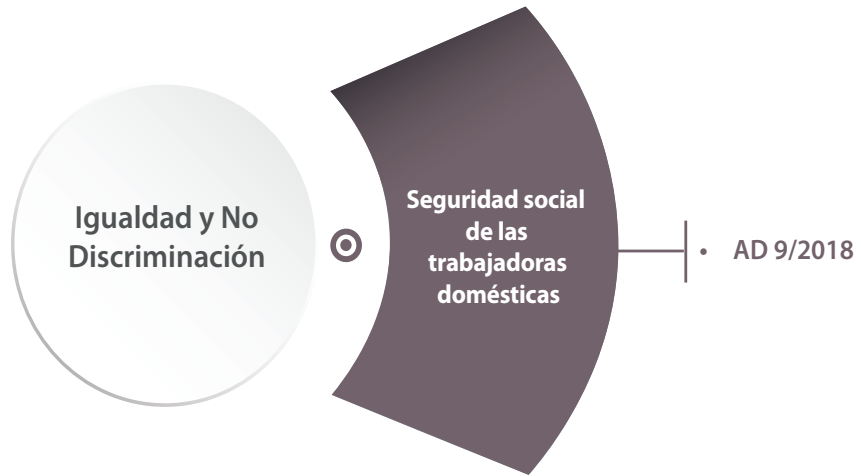 Igualdad y No
Discriminación
Seguridad social
de las
trabajadoras
domésticas
• AD 9/2018